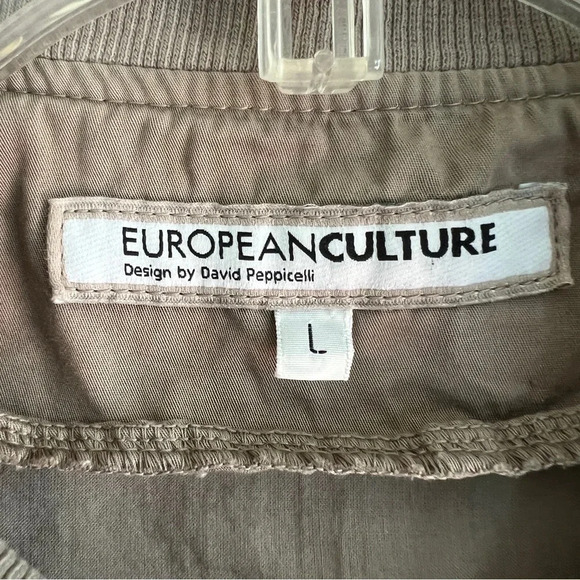 EUROPEANCULTURE
Design by David Peppicelli
L